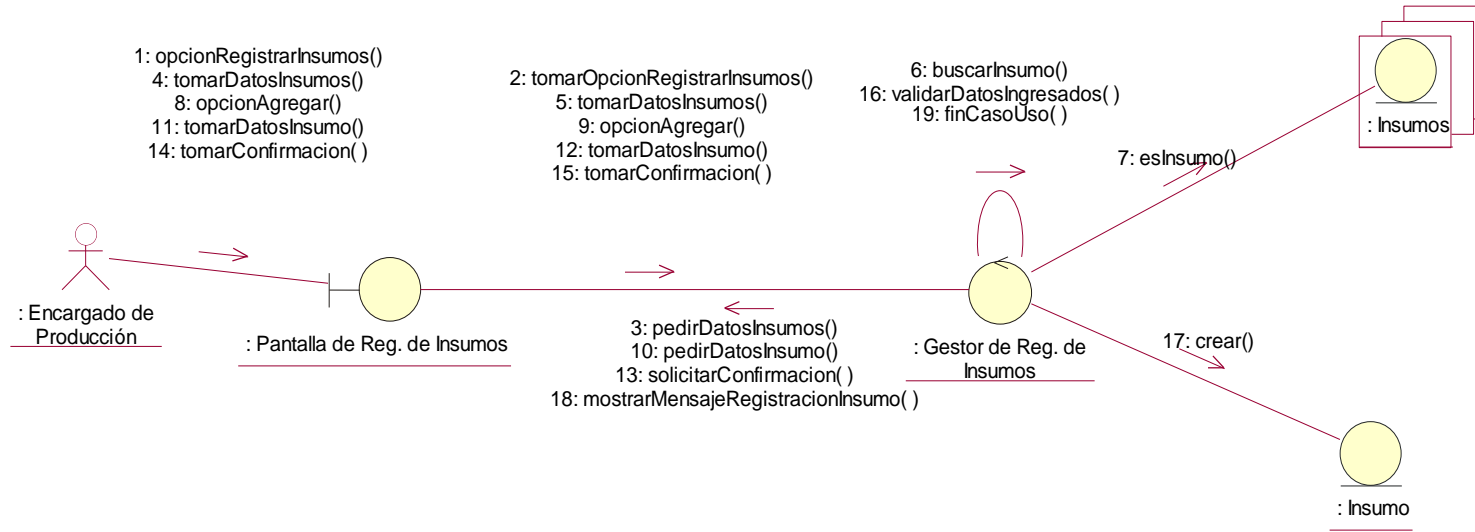 1: opcionRegistrarInsumos()
4: tomarDatosInsumos()
8: opcionAgregar()
11: tomarDatosInsumo()
14: tomarConfirmacion( )
2: tomarOpcionRegistrarInsumos()
5: tomarDatosInsumos()
9: opcionAgregar()
12: tomarDatosInsumo()
15: tomarConfirmacion( )
6: buscarInsumo()
16: validarDatosIngresados( )
19: finCasoUso( )
: Insumos
7: esInsumo()
: Encargado de
Producción
: Pantalla de Reg. de Insumos
3: pedirDatosInsumos()
10: pedirDatosInsumo()
13: solicitarConfirmacion( )
18: mostrarMensajeRegistracionInsumo( )
: Gestor de Reg. de
Insumos
17: crear()
: Insumo